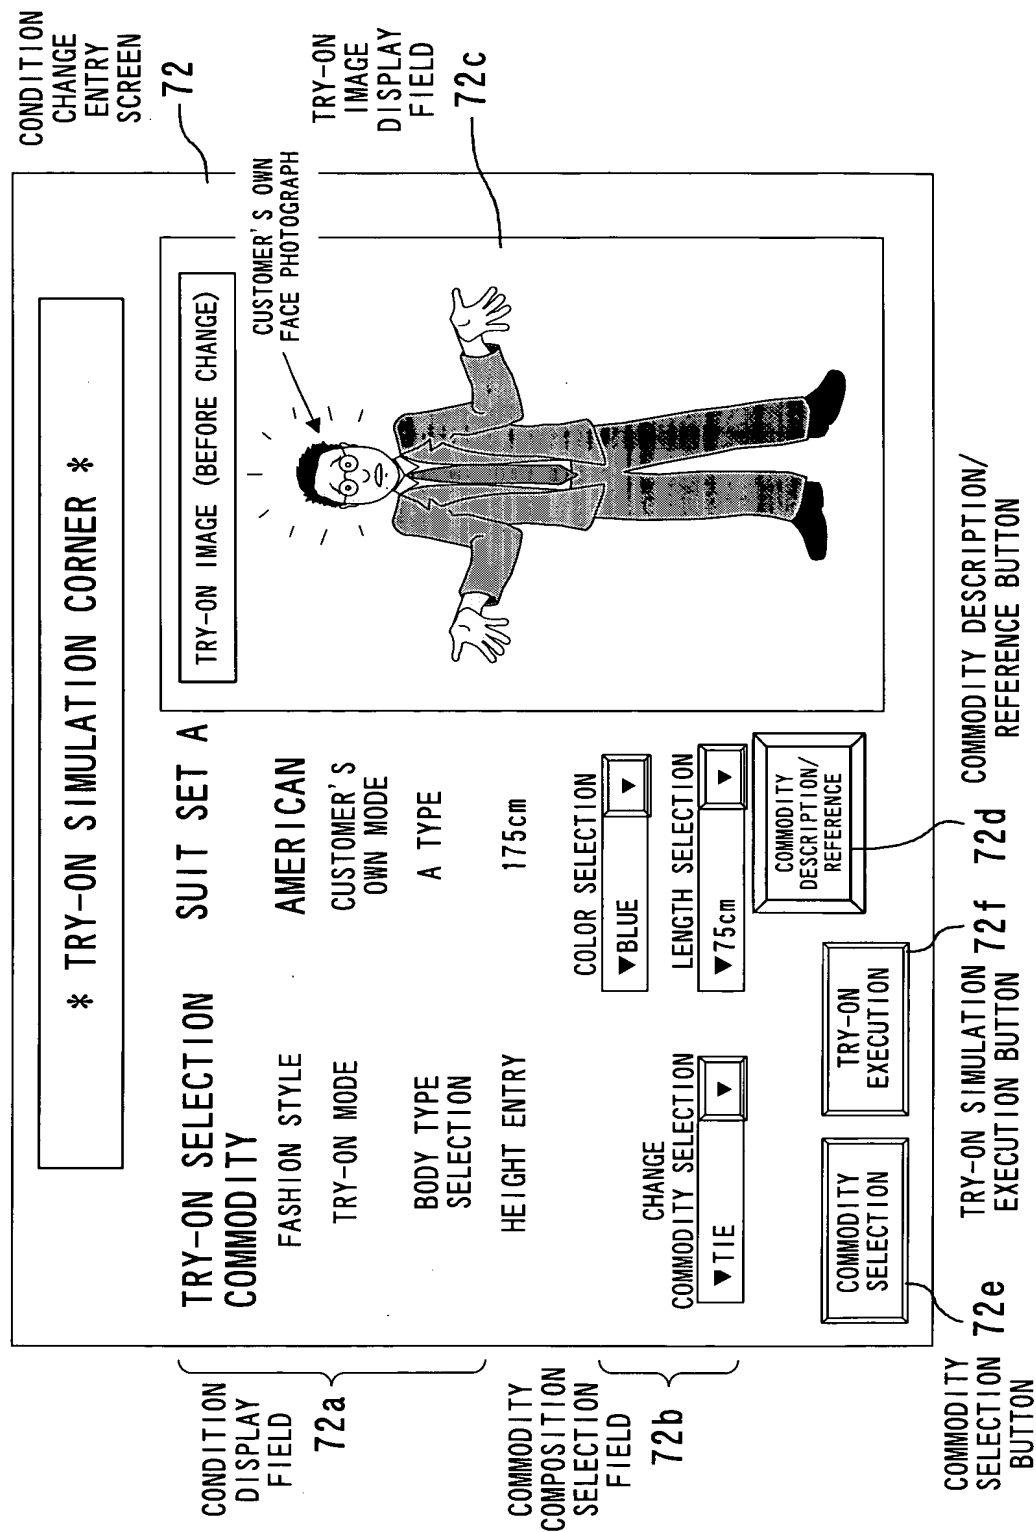 CONDITION
CHANGE
ENTRY
SCREEN
72
* TRY-ON SIMULATION CORNER *
TRY-ON SELECTION
COMMODITY
SUIT SET A
FASHION STYLE
AMERICAN
TRY-ON MODE
CUSTOMER'S
OWN MODE
BODY TYPE
SELECTION
A TYPE
HEIGHT ENTRY
175cm
CONDITION
DISPLAY
FIELD
72a
TRY-ON IMAGE (BEFORE CHANGE)
CUSTOMER'S OWN
FACE PHOTOGRAPH
TRY-ON
IMAGE
DISPLAY
FIELD
72c
COMMODITY
COMPOSITION
SELECTION
FIELD
72b
CHANGE
COMMODITY SELECTION
▼TIE ▼
COLOR SELECTION
▼BLUE ▼
LENGTH SELECTION
▼75cm ▼
COMMODITY
DESCRIPTION/
REFERENCE
COMMODITY
SELECTION
TRY-ON
EXECUTION
72e
COMMODITY
SELECTION
BUTTON
TRY-ON SIMULATION
EXECUTION BUTTON
72f
72d
COMMODITY DESCRIPTION/
REFERENCE BUTTON